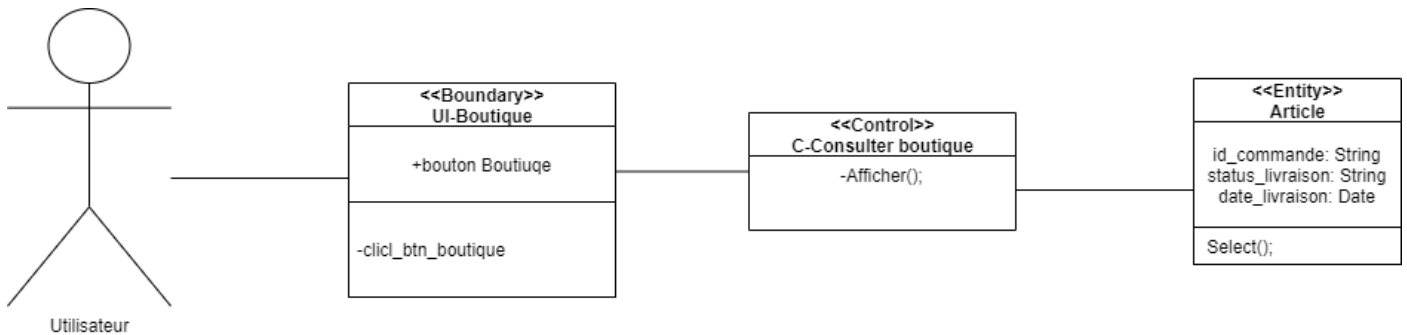 <<Boundary>>
UI-Boutique
+bouton Boutiuqe
-clicl_btn_boutique
<<Control>>
C-Consulter boutique
-Afficher();
<<Entity>>
Article
id_commande: String
status_livraison: String
date_livraison: Date
Select();
Utilisateur